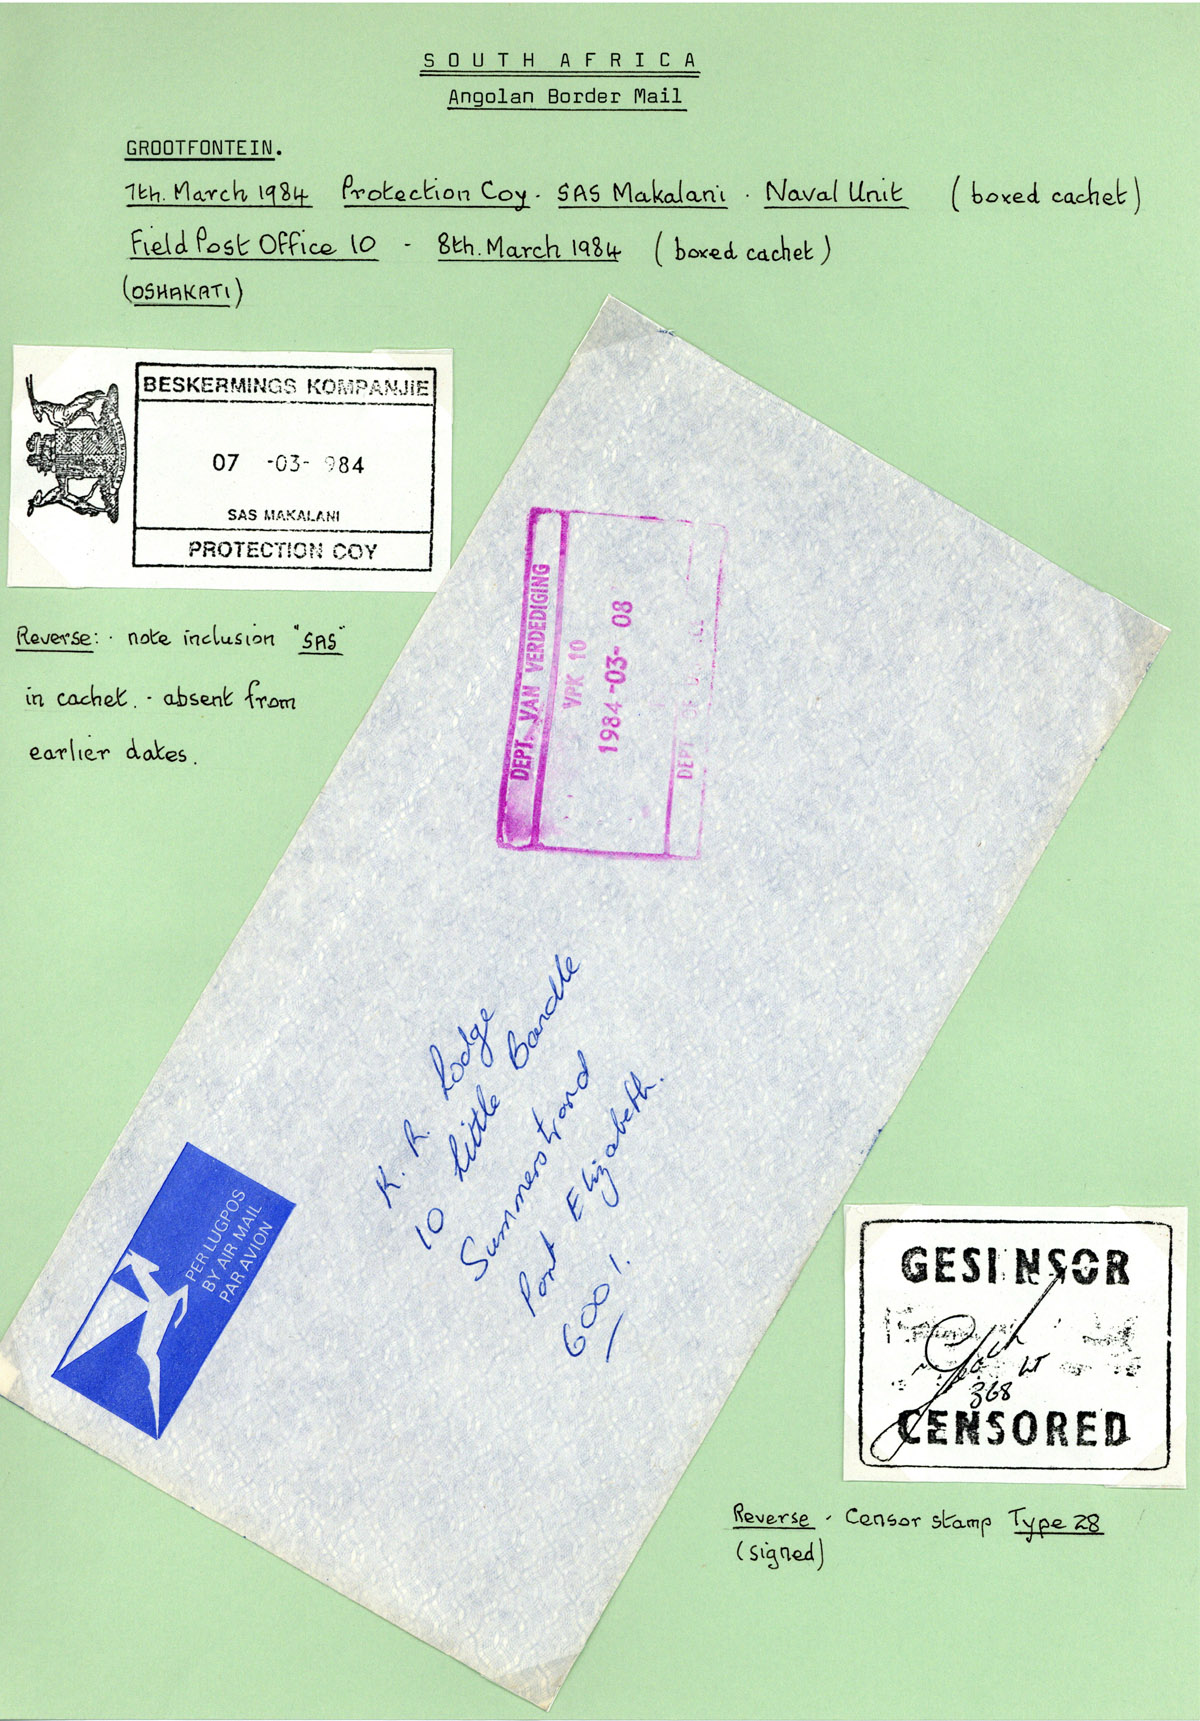 SOUTH AFRICA
Angolan Border Mail
GROOTFONTEIN.
7th. March 1984 Protection Coy. SAS Makalani. Naval Unit (boxed cachet)
Field Post Office 10 - 8th. March 1984 (boxed cachet)
(OSHAKATI)
BESKERMINGS KOMPANJIE
07 -03- 984
SAS MAKALANI
PROTECTION COY
Reverse: · note inclusion "SAS"
in cachet. - absent from
earlier dates.
DEPT. VAN VERDEDIGING
VPK 10
1984-03-08
DEPT OF
K. R. Lodge
10 Little Bandle
Summerstrand
Port Elizabeth.
6001.
PER LUGPOS
BY AIR MAIL
PAR AVION
GESENSOR
LT
368
CENSORED
Reverse - Censor stamp Type 28
(signed)